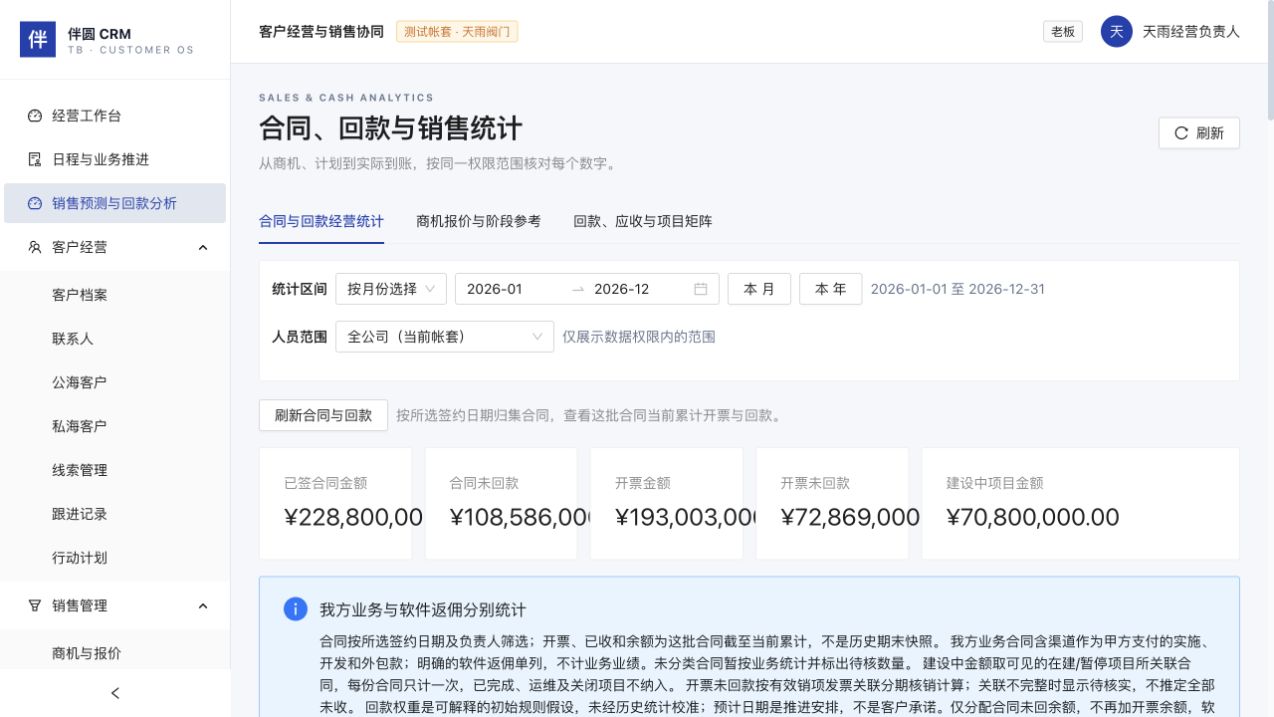 伴
伴圆 CRM
TB · CUSTOMER OS
经营工作台
日程与业务推进
销售预测与回款分析
客户经营
客户档案
联系人
公海客户
私海客户
线索管理
跟进记录
行动计划
销售管理
商机与报价
客户经营与销售协同 测试帐套 · 天雨阀门
老板 天 天雨经营负责人
SALES & CASH ANALYTICS
合同、回款与销售统计
刷新
从商机、计划到实际到账，按同一权限范围核对每个数字。
合同与回款经营统计 商机报价与阶段参考 回款、应收与项目矩阵
统计区间 按月份选择 2026-01 → 2026-12 本 月 本 年 2026-01-01 至 2026-12-31
人员范围 全公司（当前帐套） 仅展示数据权限内的范围
刷新合同与回款 按所选签约日期归集合同，查看这批合同当前累计开票与回款。
已签合同金额 合同未回款 开票金额 开票未回款 建设中项目金额
¥228,800,00 ¥108,586,00 ¥193,003,00 ¥72,869,000 ¥70,800,000.00
我方业务与软件返佣分别统计
合同按所选签约日期及负责人筛选；开票、已收和余额为这批合同截至当前累计，不是历史期末快照。 我方业务合同含渠道作为甲方支付的实施、
开发和外包款；明确的软件返佣单列，不计业务业绩。未分类合同暂按业务统计并标出待核数量。 建设中金额取可见的在建/暂停项目所关联合
同，每份合同只计一次，已完成、运维及关闭项目不纳入。 开票未回款按有效销项发票关联分期核销计算；关联不完整时显示待核实，不推定全部
未收。 回款权重是可解释的初始规则假设，未经历史统计校准；预计日期是推进安排，不是客户承诺。仅分配合同未回余额，不再加开票余额，软